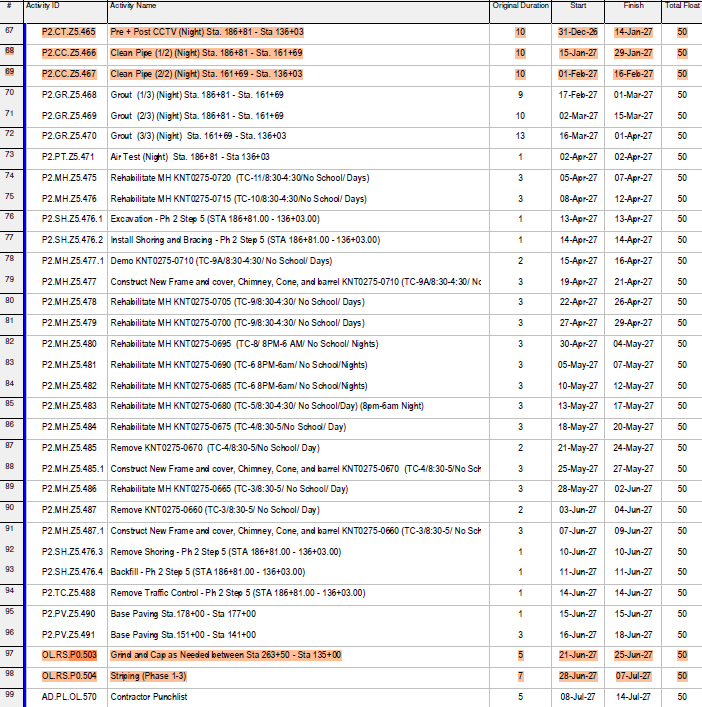 # Activity ID Activity Name Original Duration Start Finish Total Float
67 P2.CT.Z5.465 Pre + Post CCTV (Night) Sta. 186+81 - Sta 136+03 10 31-Dec-26 14-Jan-27 50
68 P2.CC.Z5.466 Clean Pipe (1/2) (Night) Sta. 186+81 - Sta. 161+69 10 15-Jan-27 29-Jan-27 50
69 P2.CC.Z5.467 Clean Pipe (2/2) (Night) Sta. 161+69 - Sta. 136+03 10 01-Feb-27 16-Feb-27 50
70 P2.GR.Z5.468 Grout (1/3) (Night) Sta. 186+81 - Sta. 161+69 9 17-Feb-27 01-Mar-27 50
71 P2.GR.Z5.469 Grout (2/3) (Night) Sta. 186+81 - Sta. 161+69 10 02-Mar-27 15-Mar-27 50
72 P2.GR.Z5.470 Grout (3/3) (Night) Sta. 161+69 - Sta. 136+03 13 16-Mar-27 01-Apr-27 50
73 P2.PT.Z5.471 Air Test (Night) Sta. 186+81 - Sta 136+03 1 02-Apr-27 02-Apr-27 50
74 P2.MH.Z5.475 Rehabilitate MH KNT0275-0720 (TC-11/8:30-4:30/No School/ Days) 3 05-Apr-27 07-Apr-27 50
75 P2.MH.Z5.476 Rehabilitate MH KNT0275-0715 (TC-10/8:30-4:30/No School/ Days) 3 08-Apr-27 12-Apr-27 50
76 P2.SH.Z5.476.1 Excavation - Ph 2 Step 5 (STA 186+81.00 - 136+03.00) 1 13-Apr-27 13-Apr-27 50
77 P2.SH.Z5.476.2 Install Shoring and Bracing - Ph 2 Step 5 (STA 186+81.00 - 136+03.00) 1 14-Apr-27 14-Apr-27 50
78 P2.MH.Z5.477.1 Demo KNT0275-0710 (TC-9A/8:30-4:30/ No School/ Days) 2 15-Apr-27 16-Apr-27 50
79 P2.MH.Z5.477 Construct New Frame and cover, Chimney, Cone, and barrel KNT0275-0710 (TC-9A/8:30-4:30/ Nc 3 19-Apr-27 21-Apr-27 50
80 P2.MH.Z5.478 Rehabilitate MH KNT0275-0705 (TC-9/8:30-4:30/ No School/ Days) 3 22-Apr-27 26-Apr-27 50
81 P2.MH.Z5.479 Rehabilitate MH KNT0275-0700 (TC-9/8:30-4:30/ No School/ Days) 3 27-Apr-27 29-Apr-27 50
82 P2.MH.Z5.480 Rehabilitate MH KNT0275-0695 (TC-8/ 8PM-6 AM/ No School/ Nights) 3 30-Apr-27 04-May-27 50
83 P2.MH.Z5.481 Rehabilitate MH KNT0275-0690 (TC-6 8PM-6am/ No School/Nights) 3 05-May-27 07-May-27 50
84 P2.MH.Z5.482 Rehabilitate MH KNT0275-0685 (TC-6 8PM-6am/ No School/Nights) 3 10-May-27 12-May-27 50
85 P2.MH.Z5.483 Rehabilitate MH KNT0275-0680 (TC-5/8:30-4:30/ No School/Day) (8pm-6am Night) 3 13-May-27 17-May-27 50
86 P2.MH.Z5.484 Rehabilitate MH KNT0275-0675 (TC-4/8:30-5/No School/ Day) 3 18-May-27 20-May-27 50
87 P2.MH.Z5.485 Remove KNT0275-0670 (TC-4/8:30-5/No School/ Day) 2 21-May-27 24-May-27 50
88 P2.MH.Z5.485.1 Construct New Frame and cover, Chimney, Cone, and barrel KNT0275-0670 (TC-4/8:30-5/No Sch 3 25-May-27 27-May-27 50
89 P2.MH.Z5.486 Rehabilitate MH KNT0275-0665 (TC-3/8:30-5/ No School/ Day) 3 28-May-27 02-Jun-27 50
90 P2.MH.Z5.487 Remove KNT0275-0660 (TC-3/8:30-5/ No School/ Day) 2 03-Jun-27 04-Jun-27 50
91 P2.MH.Z5.487.1 Construct New Frame and cover, Chimney, Cone, and barrel KNT0275-0660 (TC-3/8:30-5/ No Sch 3 07-Jun-27 09-Jun-27 50
92 P2.SH.Z5.476.3 Remove Shoring - Ph 2 Step 5 (STA 186+81.00 - 136+03.00) 1 10-Jun-27 10-Jun-27 50
93 P2.SH.Z5.476.4 Backfill - Ph 2 Step 5 (STA 186+81.00 - 136+03.00) 1 11-Jun-27 11-Jun-27 50
94 P2.TC.Z5.488 Remove Traffic Control - Ph 2 Step 5 (STA 186+81.00 - 136+03.00) 1 14-Jun-27 14-Jun-27 50
95 P2.PV.Z5.490 Base Paving Sta.178+00 - Sta 177+00 1 15-Jun-27 15-Jun-27 50
96 P2.PV.Z5.491 Base Paving Sta.151+00 - Sta 141+00 3 16-Jun-27 18-Jun-27 50
97 OL.RS.P0.503 Grind and Cap as Needed between Sta 263+50 - Sta 135+00 5 21-Jun-27 25-Jun-27 50
98 OL.RS.P0.504 Striping (Phase 1-3) 7 28-Jun-27 07-Jul-27 50
99 AD.PL.OL.570 Contractor Punchlist 5 08-Jul-27 14-Jul-27 50